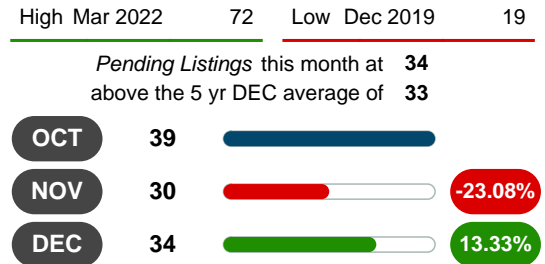 High Mar 2022 72 Low Dec 2019 19
Pending Listings this month at 34
above the 5 yr DEC average of 33
OCT 39
NOV 30 -23.08%
DEC 34 13.33%